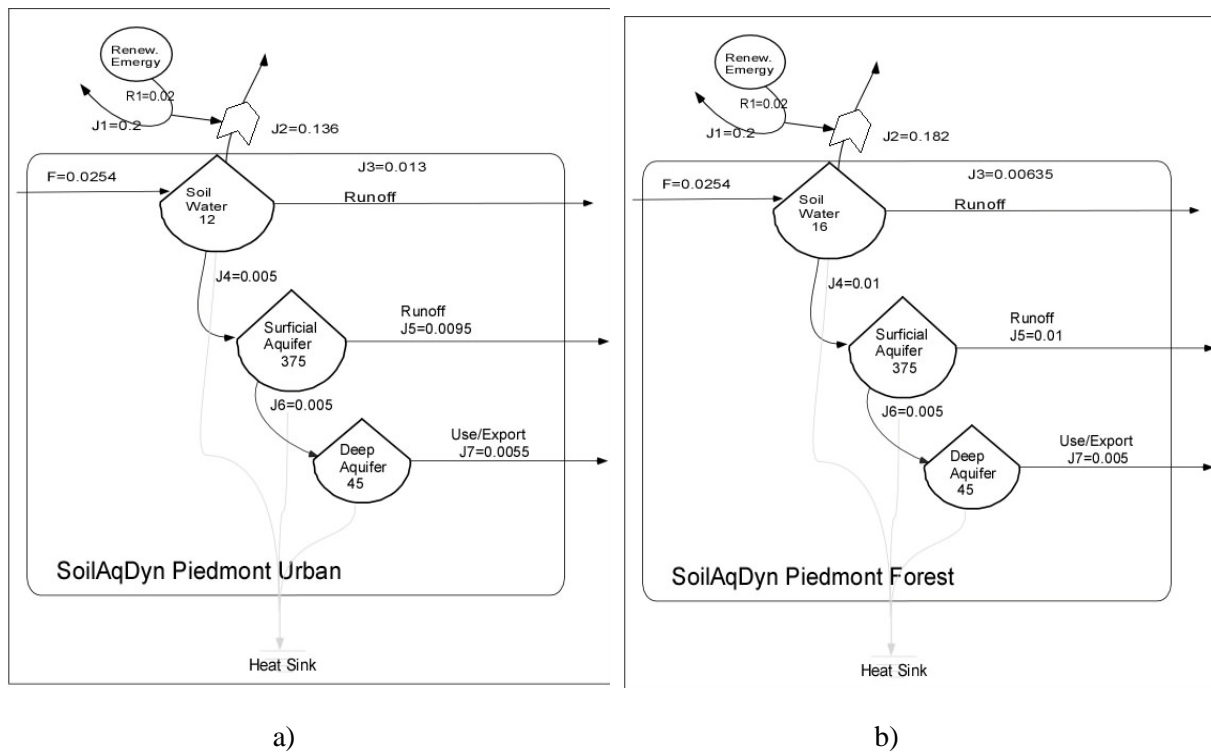 Renew.
Emergy
R1=0.02
J1=0.2
J2=0.136
J3=0.013
F=0.0254
Soil
Water
12
Runoff
J4=0.005
Surficial
Aquifer
375
Runoff
J5=0.0095
J6=0.005
Deep
Aquifer
45
Use/Export
J7=0.0055
SoilAqDyn Piedmont Urban
Heat Sink
a)
Renew.
Emergy
R1=0.02
J1=0.2
J2=0.182
J3=0.00635
F=0.0254
Soil
Water
16
Runoff
J4=0.01
Surficial
Aquifer
375
Runoff
J5=0.01
J6=0.005
Deep
Aquifer
45
Use/Export
J7=0.005
SoilAqDyn Piedmont Forest
Heat Sink
b)